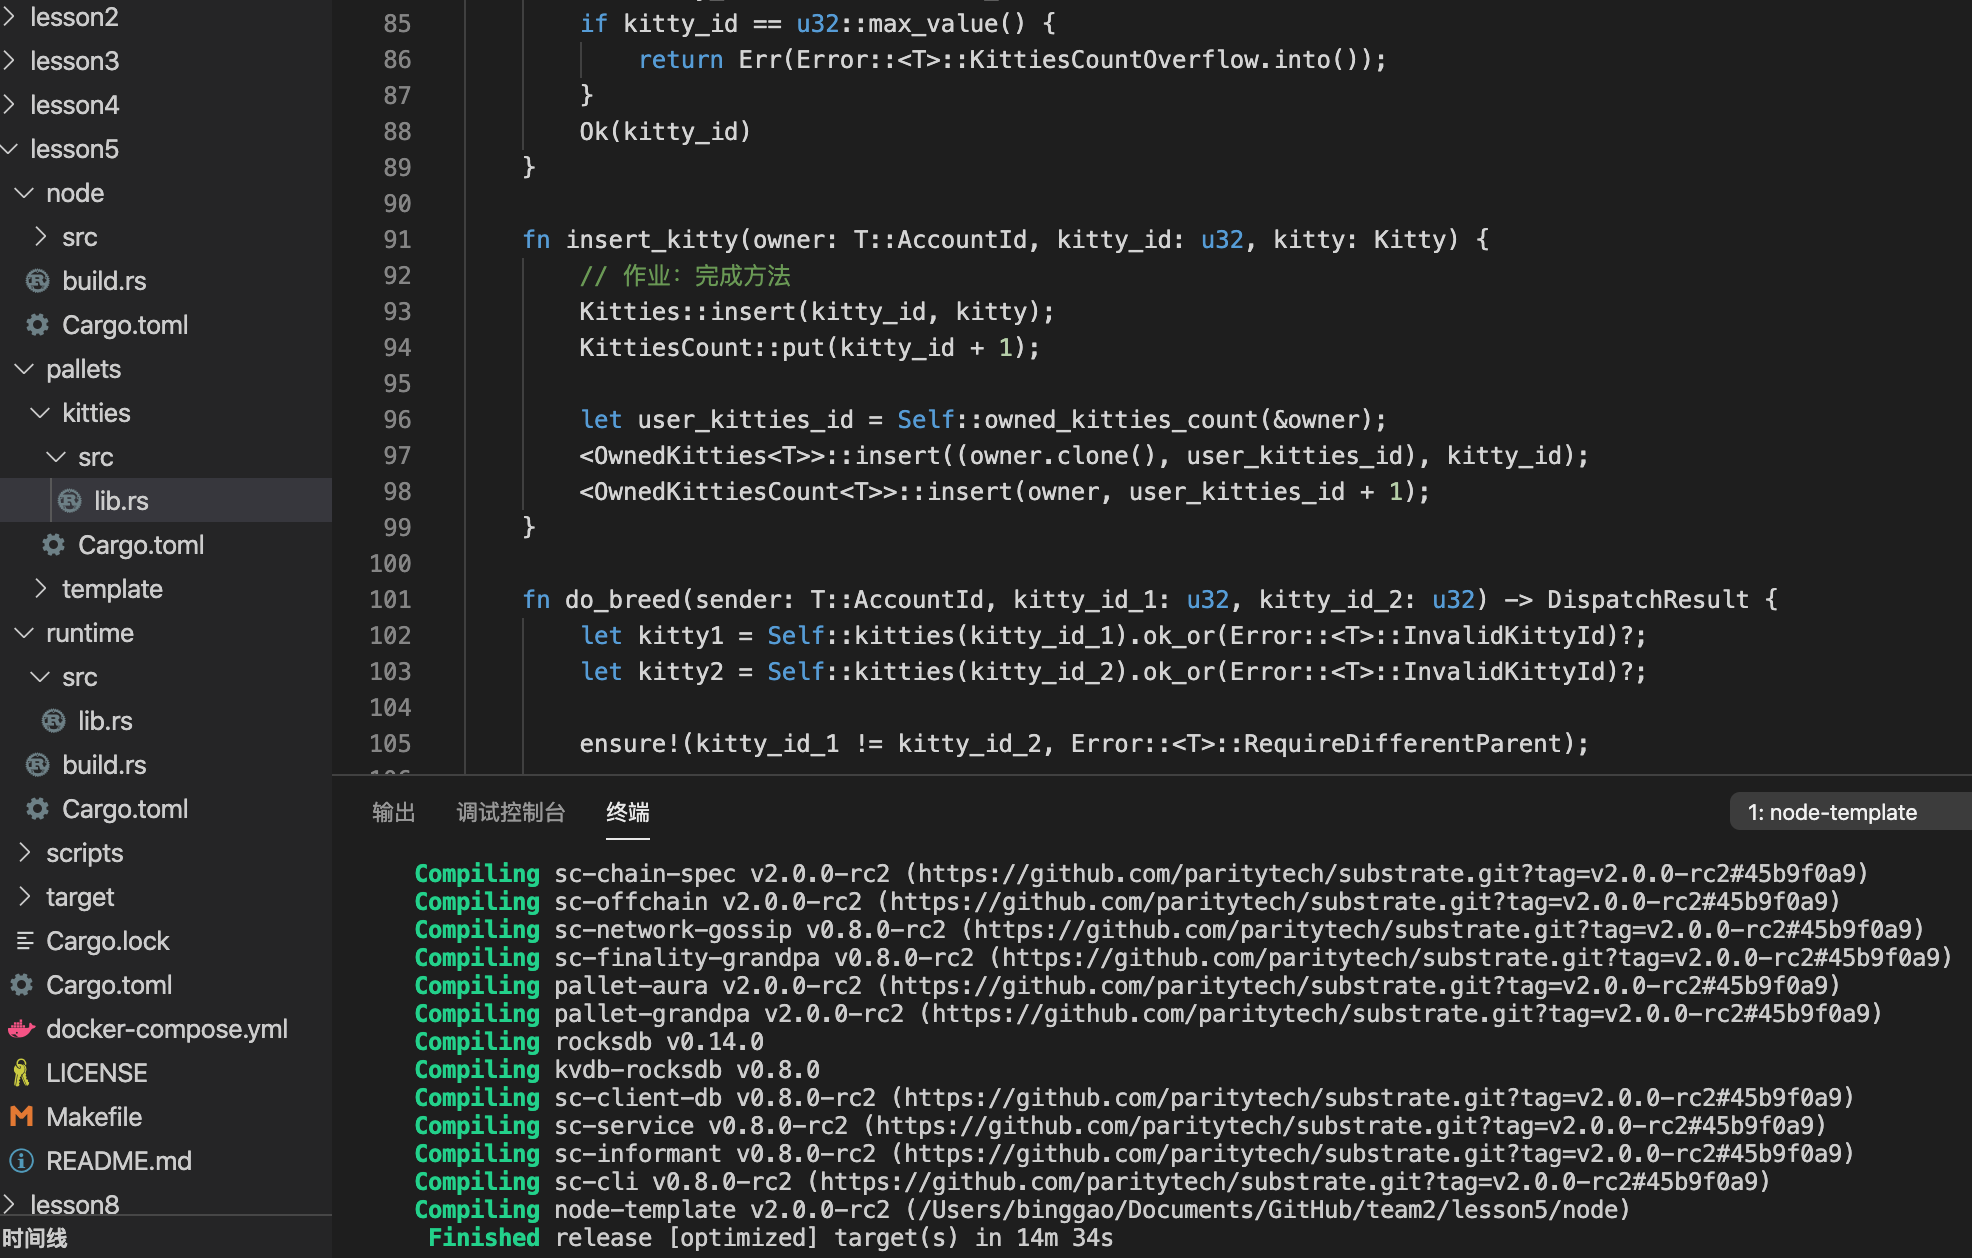 lesson2
lesson3
lesson4
lesson5
node
src
build.rs
Cargo.toml
pallets
kitties
src
lib.rs
Cargo.toml
template
runtime
src
lib.rs
build.rs
Cargo.toml
scripts
target
Cargo.lock
Cargo.toml
docker-compose.yml
LICENSE
Makefile
README.md
lesson8
时间线
85 if kitty_id == u32::max_value() {
86 return Err(Error::<T>::KittiesCountOverflow.into());
87 }
88 Ok(kitty_id)
89 }
90
91 fn insert_kitty(owner: T::AccountId, kitty_id: u32, kitty: Kitty) {
92 // 作业：完成方法
93 Kitties::insert(kitty_id, kitty);
94 KittiesCount::put(kitty_id + 1);
95
96 let user_kitties_id = Self::owned_kitties_count(&owner);
97 <OwnedKitties<T>>::insert((owner.clone(), user_kitties_id), kitty_id);
98 <OwnedKittiesCount<T>>::insert(owner, user_kitties_id + 1);
99 }
100
101 fn do_breed(sender: T::AccountId, kitty_id_1: u32, kitty_id_2: u32) -> DispatchResult {
102 let kitty1 = Self::kitties(kitty_id_1).ok_or(Error::<T>::InvalidKittyId)?;
103 let kitty2 = Self::kitties(kitty_id_2).ok_or(Error::<T>::InvalidKittyId)?;
104
105 ensure!(kitty_id_1 != kitty_id_2, Error::<T>::RequireDifferentParent);
输出 调试控制台 终端 1: node-template
Compiling sc-chain-spec v2.0.0-rc2 (https://github.com/paritytech/substrate.git?tag=v2.0.0-rc2#45b9f0a9)
Compiling sc-offchain v2.0.0-rc2 (https://github.com/paritytech/substrate.git?tag=v2.0.0-rc2#45b9f0a9)
Compiling sc-network-gossip v0.8.0-rc2 (https://github.com/paritytech/substrate.git?tag=v2.0.0-rc2#45b9f0a9)
Compiling sc-finality-grandpa v0.8.0-rc2 (https://github.com/paritytech/substrate.git?tag=v2.0.0-rc2#45b9f0a9)
Compiling pallet-aura v2.0.0-rc2 (https://github.com/paritytech/substrate.git?tag=v2.0.0-rc2#45b9f0a9)
Compiling pallet-grandpa v2.0.0-rc2 (https://github.com/paritytech/substrate.git?tag=v2.0.0-rc2#45b9f0a9)
Compiling rocksdb v0.14.0
Compiling kvdb-rocksdb v0.8.0
Compiling sc-client-db v0.8.0-rc2 (https://github.com/paritytech/substrate.git?tag=v2.0.0-rc2#45b9f0a9)
Compiling sc-service v0.8.0-rc2 (https://github.com/paritytech/substrate.git?tag=v2.0.0-rc2#45b9f0a9)
Compiling sc-informant v0.8.0-rc2 (https://github.com/paritytech/substrate.git?tag=v2.0.0-rc2#45b9f0a9)
Compiling sc-cli v0.8.0-rc2 (https://github.com/paritytech/substrate.git?tag=v2.0.0-rc2#45b9f0a9)
Compiling node-template v2.0.0-rc2 (/Users/binggao/Documents/GitHub/team2/lesson5/node)
Finished release [optimized] target(s) in 14m 34s